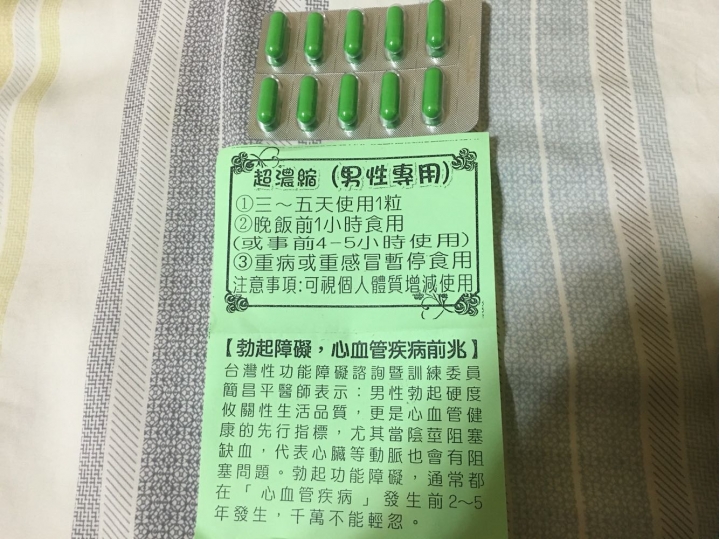 超濃縮(男性專用)
①三～五天使用1粒
②晚飯前1小時食用
(或事前4-5小時使用)
③重病或重感冒暫停食用
注意事項:可視個人體質增減使用
【勃起障礙，心血管疾病前兆】
台灣性功能障礙諮詢暨訓練委員
簡昌平醫師表示：男性勃起硬度
攸關性生活品質，更是心血管健
康的先行指標，尤其當陰莖阻塞
缺血，代表心臟等動脈也會有阻
塞問題。勃起功能障礙，通常都
在「心血管疾病」發生前2～5
年發生，千萬不能輕忽。